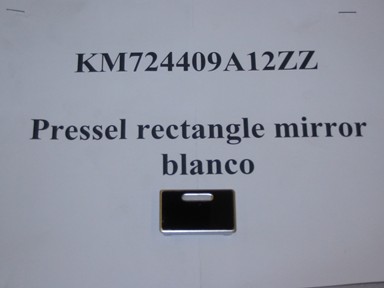 KM724409A12ZZ
Pressel rectangle mirror
blanco